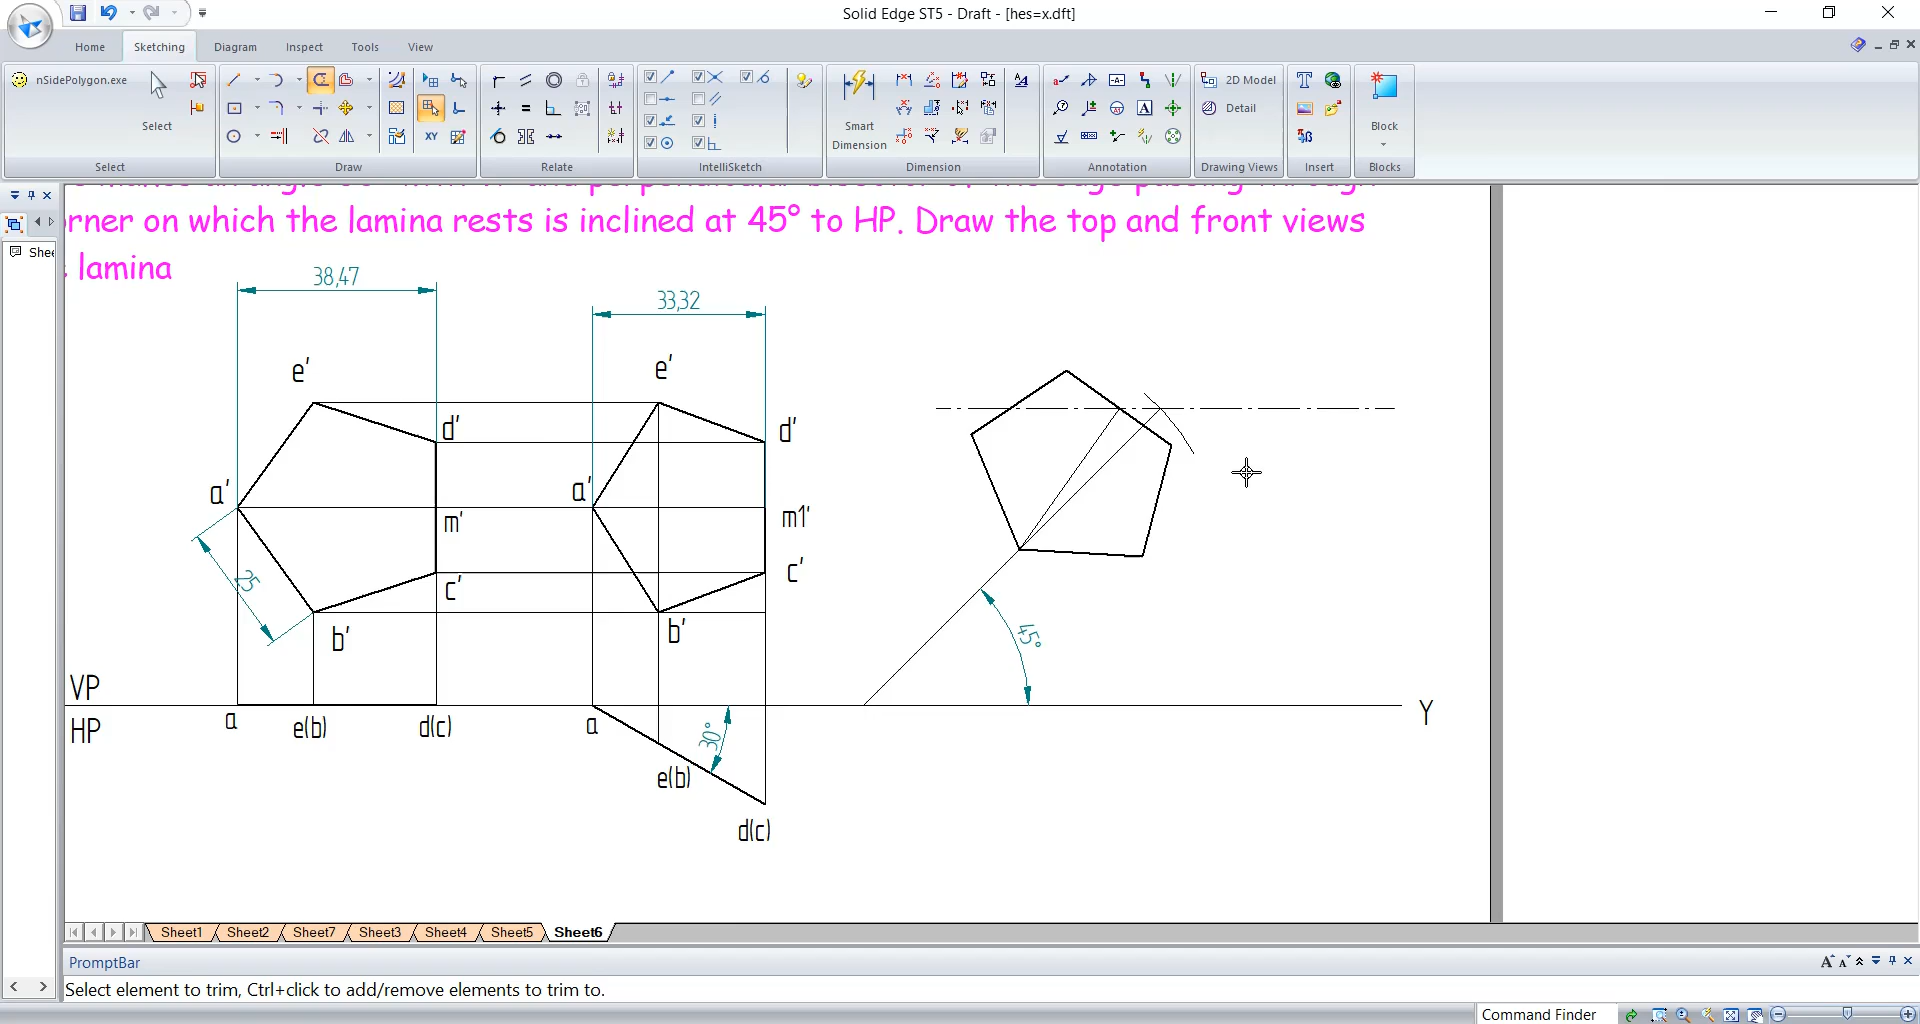 Solid Edge ST5 - Draft - [hes=x.dft]
Home Sketching Diagram Inspect Tools View
nSidePolygon.exe
Select
Smart
Dimension
2D Model
Detail
Block
Select Draw Relate IntelliSketch Dimension Annotation Drawing Views Insert Blocks
orner on which the lamina rests is inclined at 45° to HP. Draw the top and front views
lamina
Shee
38,47
33,32
e'
e'
d'
d'
a'
a'
m'
m1'
c'
c'
25
b'
b'
45°
VP
HP
Y
a
e(b)
d(c)
a
30°
e(b)
d(c)
Sheet1 Sheet2 Sheet7 Sheet3 Sheet4 Sheet5 Sheet6
PromptBar
Select element to trim, Ctrl+click to add/remove elements to trim to.
Command Finder